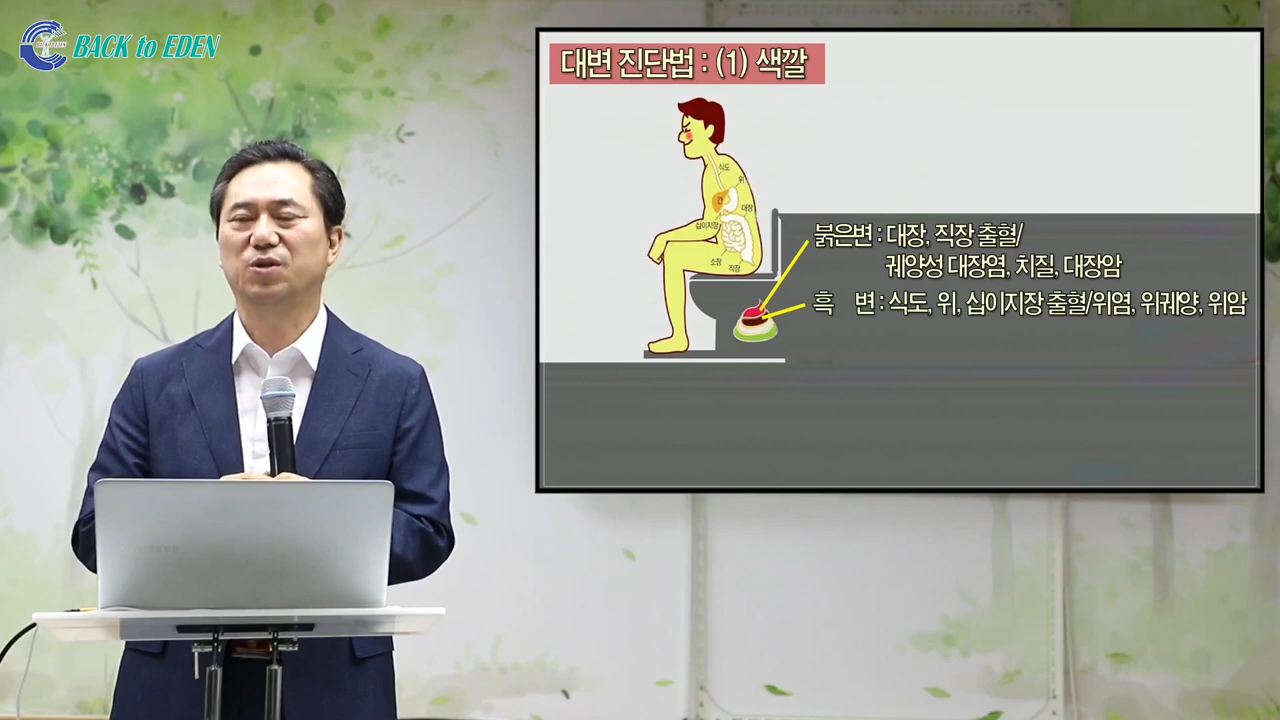 BACK to EDEN
대변 진단법 : (1) 색깔
식도
위
간
대장
십이지장
소장
직장
붉은변 : 대장, 직장 출혈/
궤양성 대장염, 치질, 대장암
흑 변 : 식도, 위, 십이지장 출혈/위염, 위궤양, 위암